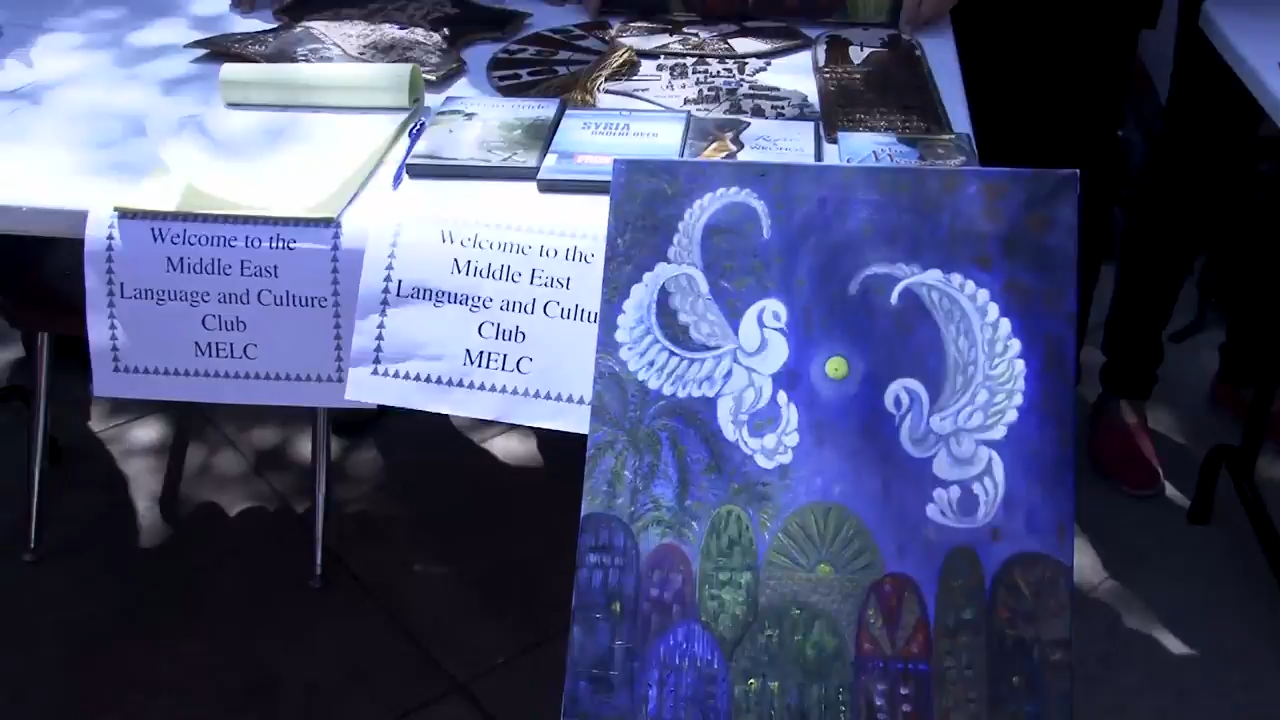 SYRIA
UNDERCOVER
Welcome to the
Middle East
Language and Culture
Club
MELC
Welcome to the
Middle East
Language and Cultu
Club
MELC